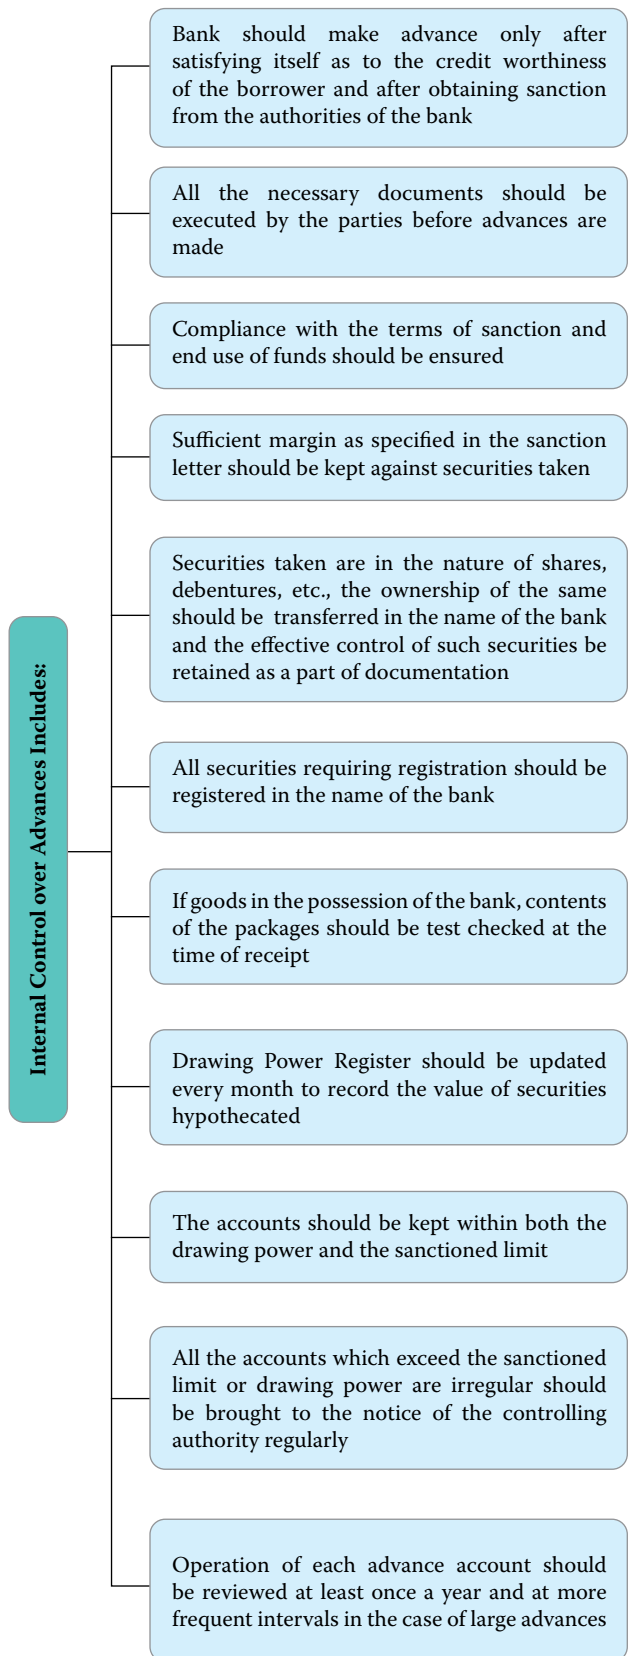 Internal Control over Advances Includes:
Bank should make advance only after
satisfying itself as to the credit worthiness
of the borrower and after obtaining sanction
from the authorities of the bank
All the necessary documents should be
executed by the parties before advances are
made
Compliance with the terms of sanction and
end use of funds should be ensured
Sufficient margin as specified in the sanction
letter should be kept against securities taken
Securities taken are in the nature of shares,
debentures, etc., the ownership of the same
should be transferred in the name of the bank
and the effective control of such securities be
retained as a part of documentation
All securities requiring registration should be
registered in the name of the bank
If goods in the possession of the bank, contents
of the packages should be test checked at the
time of receipt
Drawing Power Register should be updated
every month to record the value of securities
hypothecated
The accounts should be kept within both the
drawing power and the sanctioned limit
All the accounts which exceed the sanctioned
limit or drawing power are irregular should
be brought to the notice of the controlling
authority regularly
Operation of each advance account should
be reviewed at least once a year and at more
frequent intervals in the case of large advances